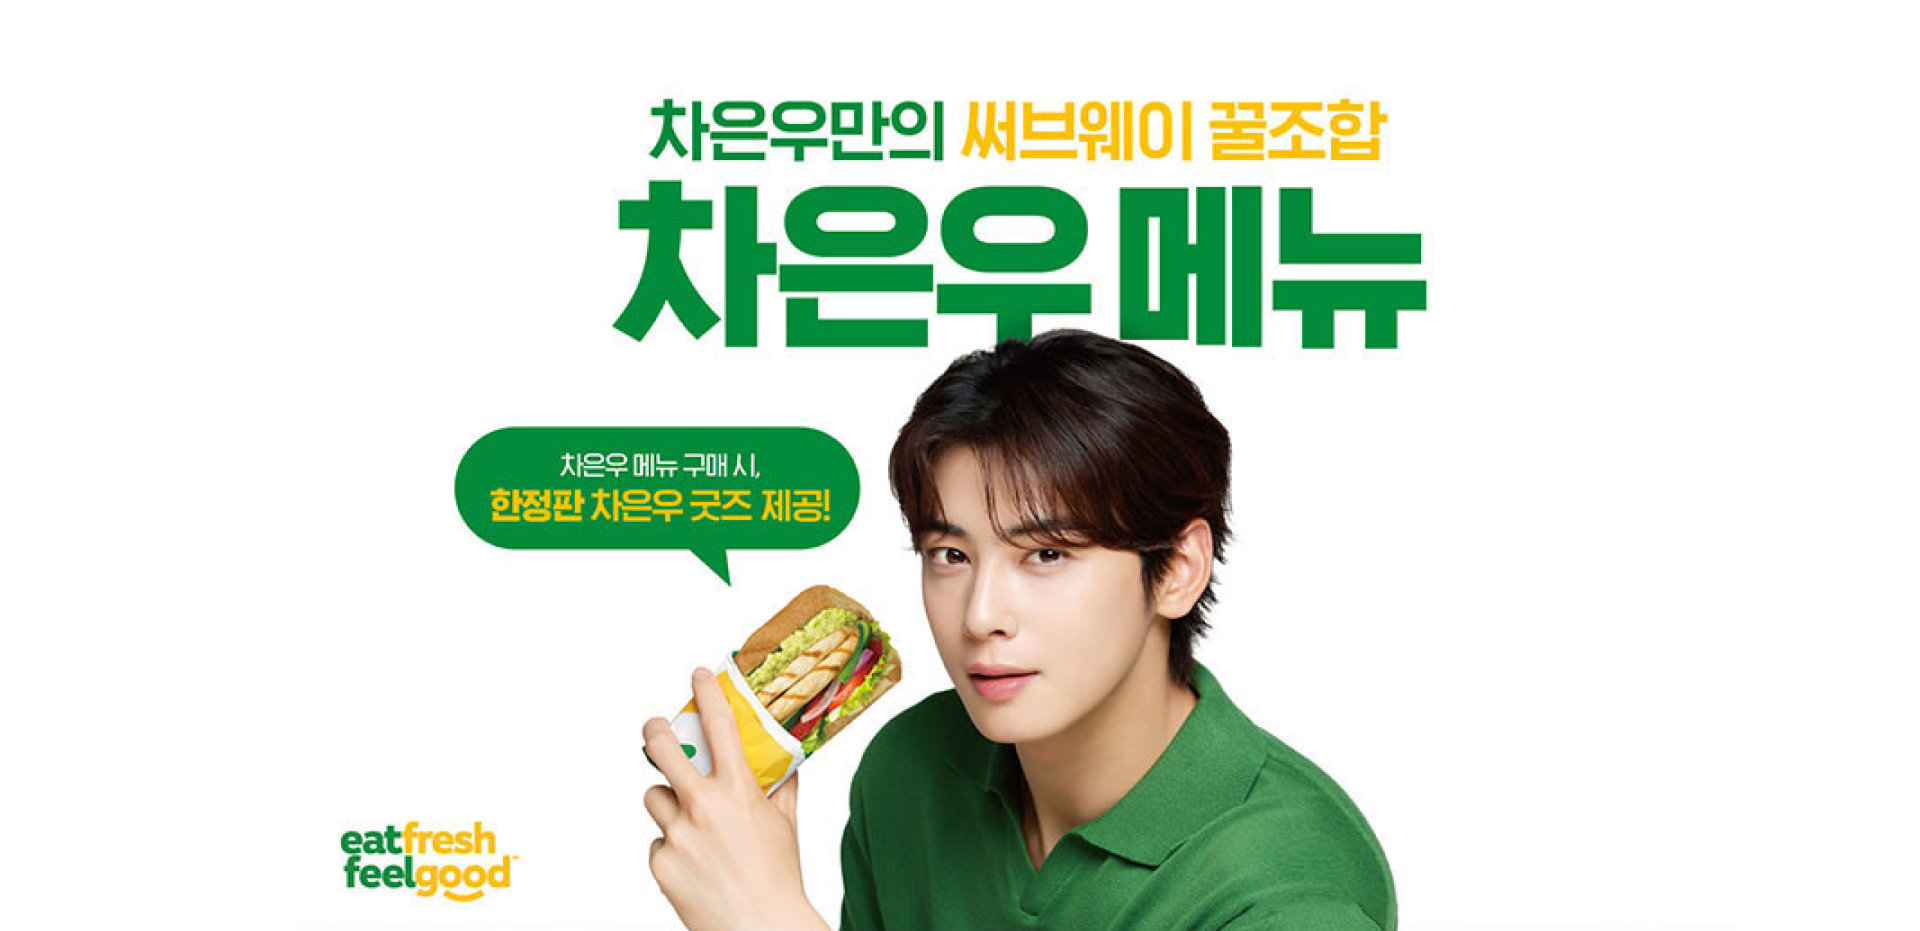 차은우만의 써브웨이 꿀조합
차은우 메뉴
차은우 메뉴 구매 시,
한정판 차은우 굿즈 제공!
eatfresh
feelgood™